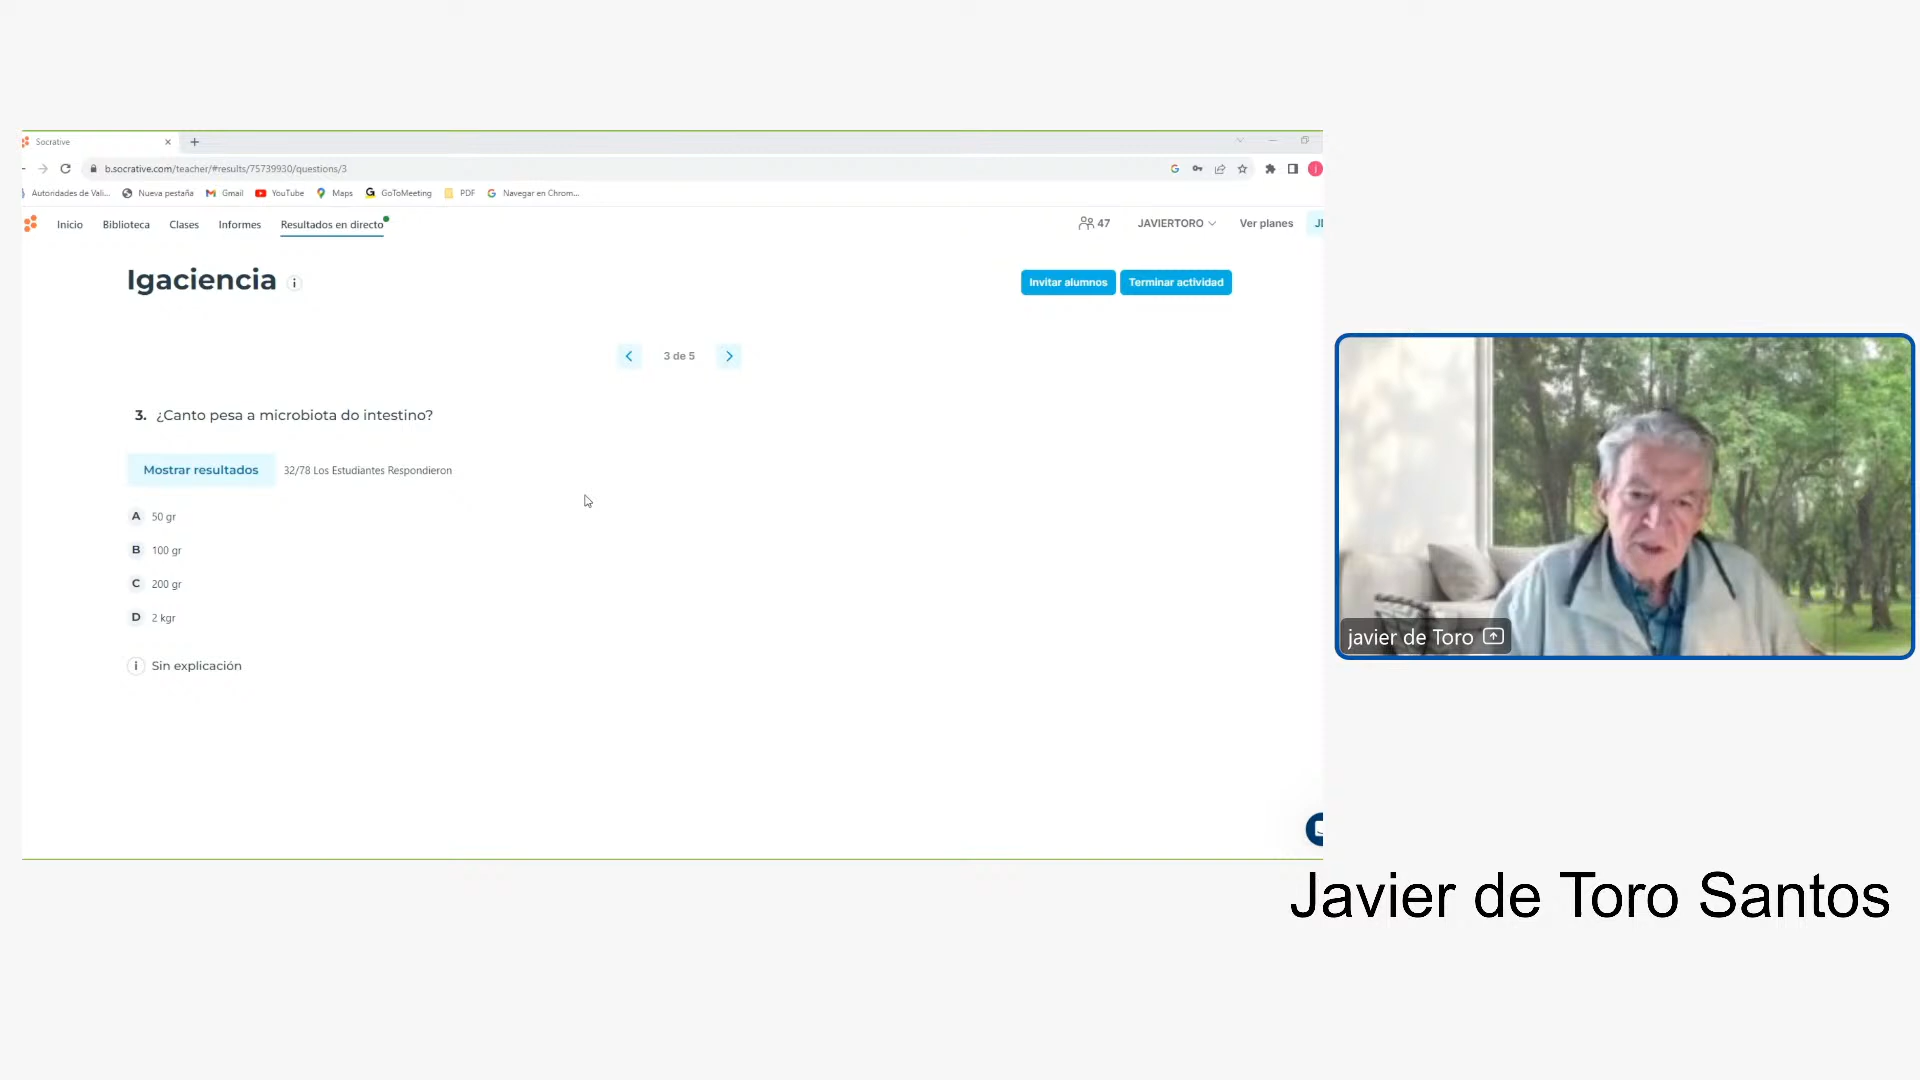 Socrative
b.socrative.com/teacher/#results/75739930/questions/3
Autoridades de Vali... Nueva pestaña Gmail YouTube Maps GoToMeeting PDF Navegar en Chrom...
Inicio Biblioteca Clases Informes Resultados en directo 47 JAVIERTORO Ver planes
Igaciencia
Invitar alumnos Terminar actividad
3 de 5
3. ¿Canto pesa a microbiota do intestino?
Mostrar resultados 32/78 Los Estudiantes Respondieron
A 50 gr
B 100 gr
C 200 gr
D 2 kgr
Sin explicación
javier de Toro
Javier de Toro Santos